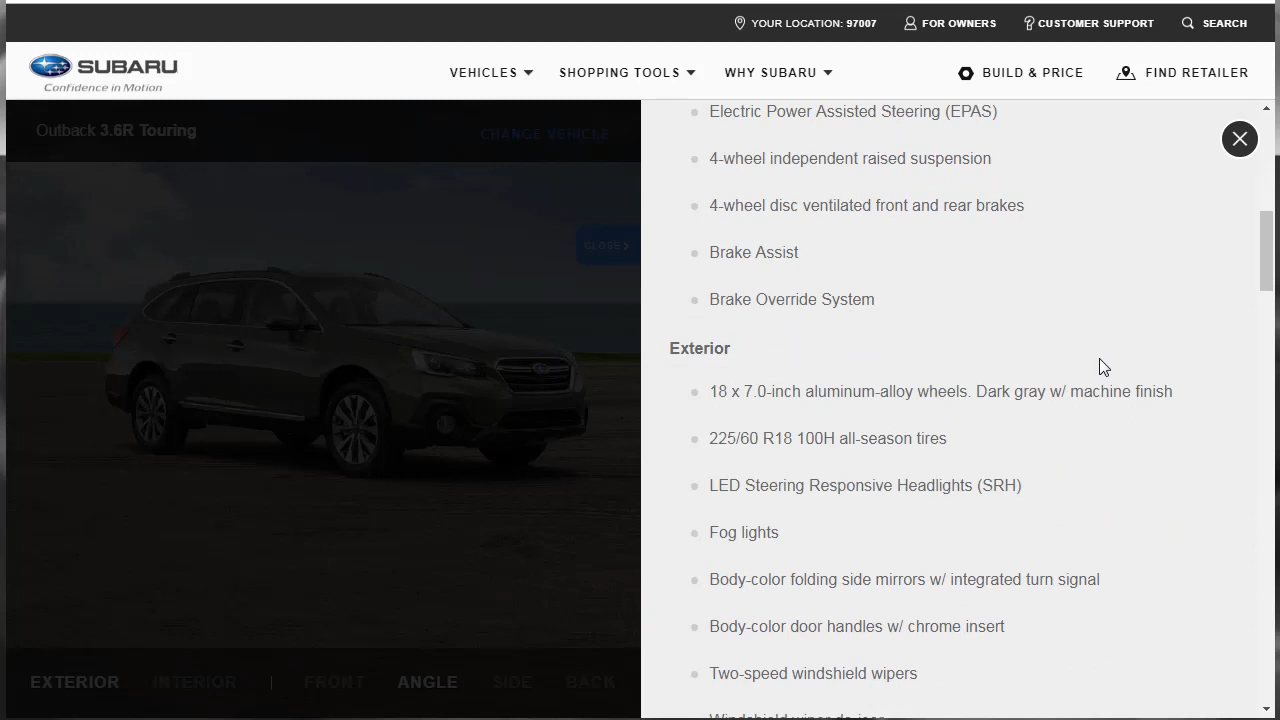 YOUR LOCATION: 97007
FOR OWNERS
CUSTOMER SUPPORT
SEARCH
SUBARU
Confidence in Motion
VEHICLES
SHOPPING TOOLS
WHY SUBARU
BUILD & PRICE
FIND RETAILER
Outback 3.6R Touring
CHANGE VEHICLE
CLOSE >
EXTERIOR
INTERIOR
FRONT
ANGLE
SIDE
BACK
Electric Power Assisted Steering (EPAS)
4-wheel independent raised suspension
4-wheel disc ventilated front and rear brakes
Brake Assist
Brake Override System
Exterior
18 x 7.0-inch aluminum-alloy wheels. Dark gray w/ machine finish
225/60 R18 100H all-season tires
LED Steering Responsive Headlights (SRH)
Fog lights
Body-color folding side mirrors w/ integrated turn signal
Body-color door handles w/ chrome insert
Two-speed windshield wipers